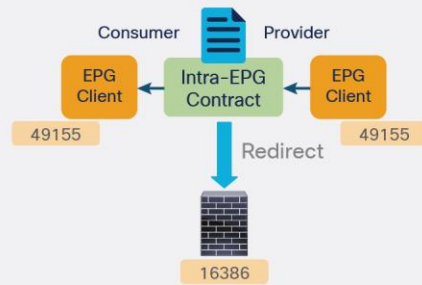 Consumer
Provider
EPG
Client
Intra-EPG
Contract
EPG
Client
49155
49155
Redirect
16386